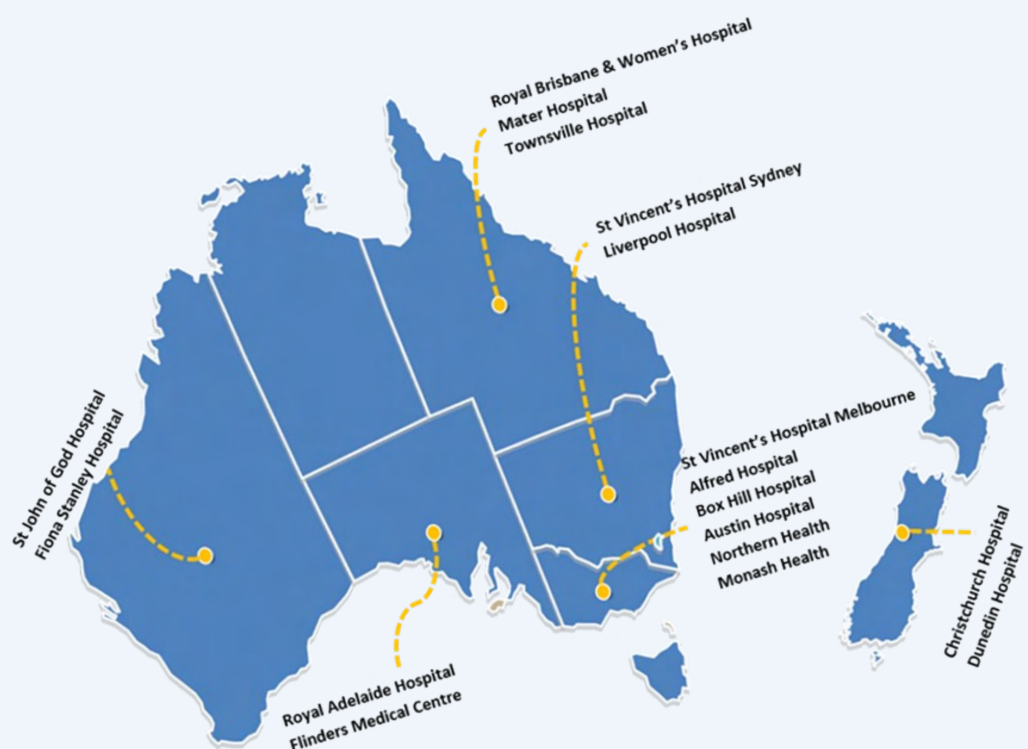 Royal Brisbane & Women's Hospital
Mater Hospital
Townsville Hospital
St Vincent's Hospital Sydney
Liverpool Hospital
St Vincent's Hospital Melbourne
Alfred Hospital
Box Hill Hospital
Austin Hospital
Northern Health
Monash Health
St John of God Hospital
Fiona Stanley Hospital
Christchurch Hospital
Dunedin Hospital
Royal Adelaide Hospital
Flinders Medical Centre